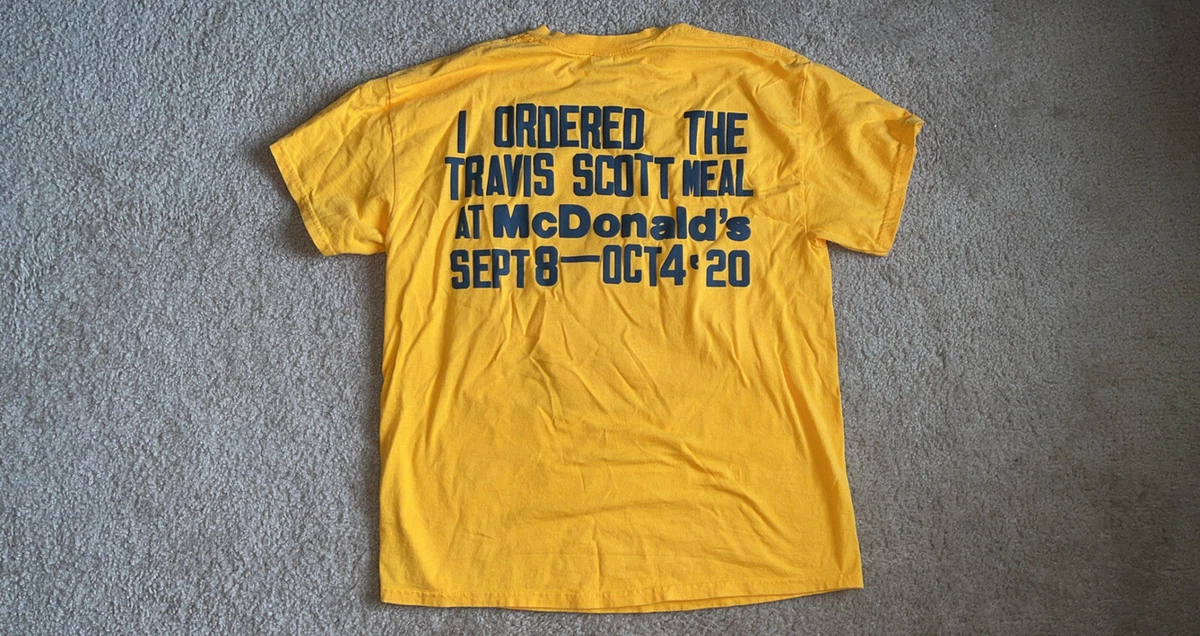 I ORDERED THE
TRAVIS SCOTT MEAL
AT McDonald's
SEPT 8—OCT 4 ‘ 20